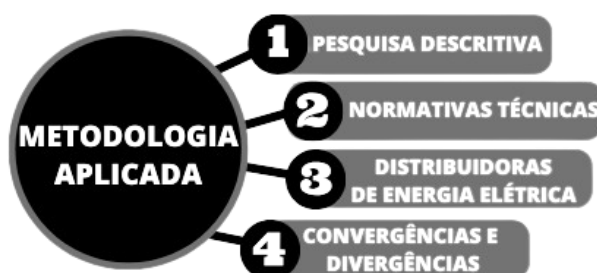 METODOLOGIA
APLICADA
1 PESQUISA DESCRITIVA
2 NORMATIVAS TÉCNICAS
3 DISTRIBUIDORAS
DE ENERGIA ELÉTRICA
4 CONVERGÊNCIAS E
DIVERGÊNCIAS